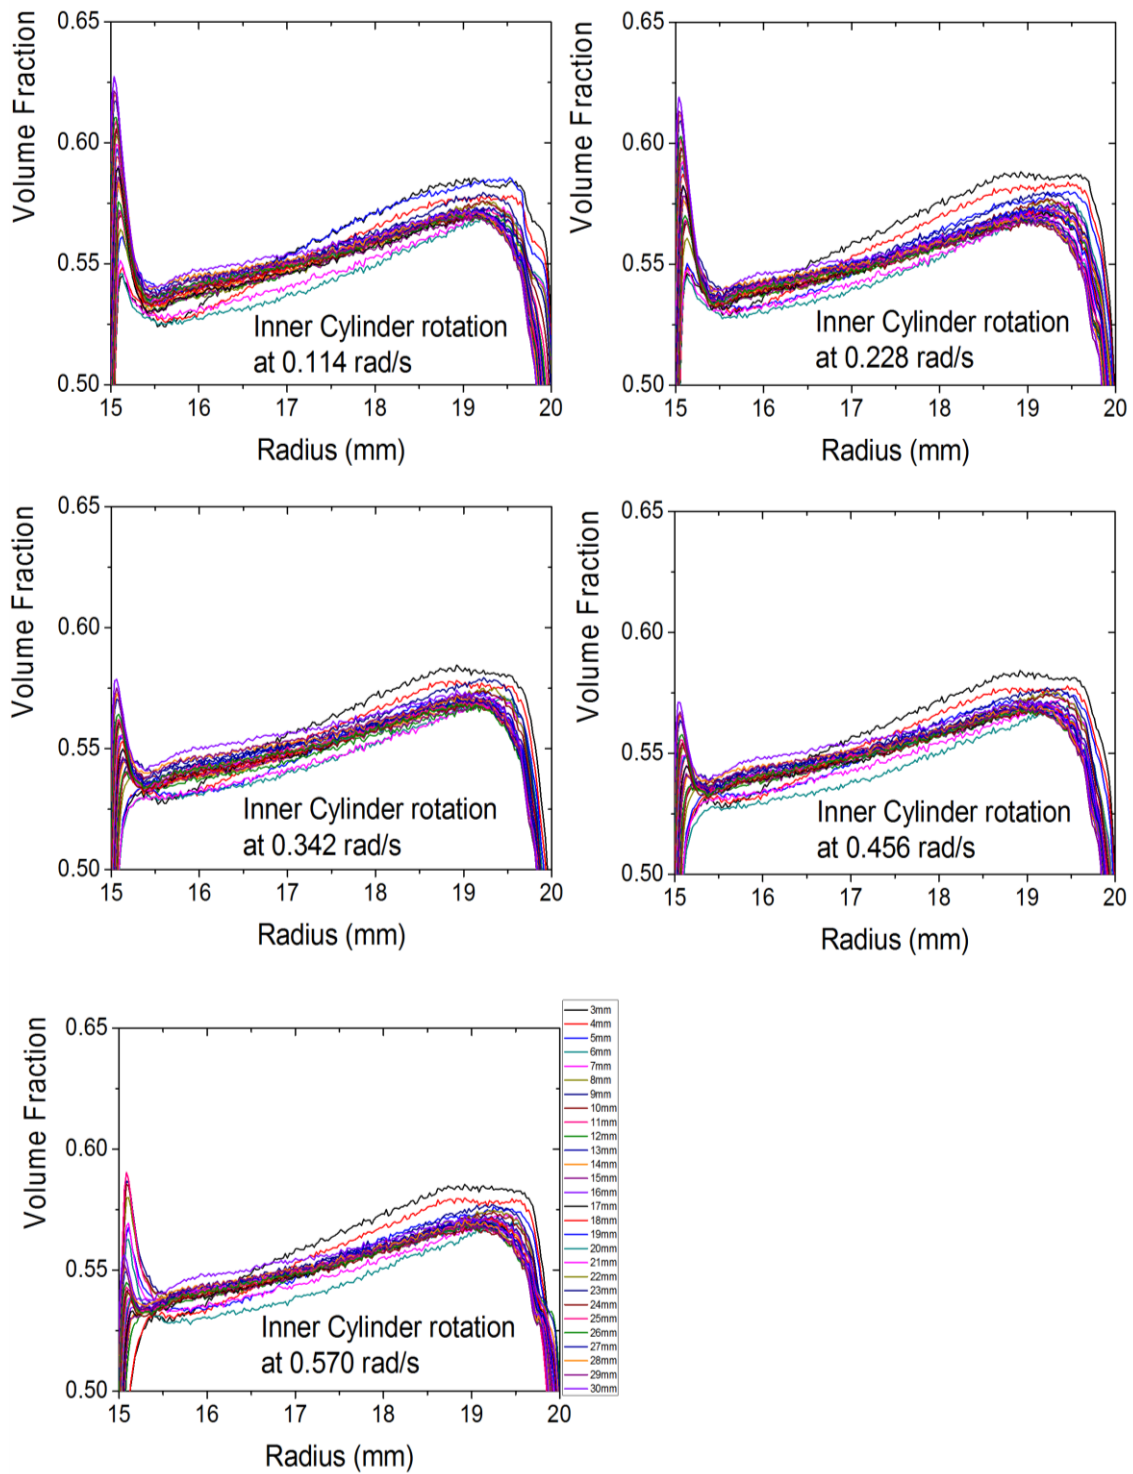 0.65
0.60
0.55
0.50
Volume Fraction
Inner Cylinder rotation
at 0.114 rad/s
15 16 17 18 19 20
Radius (mm)
0.65
0.60
0.55
0.50
Volume Fraction
Inner Cylinder rotation
at 0.228 rad/s
15 16 17 18 19 20
Radius (mm)
0.65
0.60
0.55
0.50
Volume Fraction
Inner Cylinder rotation
at 0.342 rad/s
15 16 17 18 19 20
Radius (mm)
0.65
0.60
0.55
0.50
Volume Fraction
Inner Cylinder rotation
at 0.456 rad/s
15 16 17 18 19 20
Radius (mm)
0.65
0.60
0.55
0.50
Volume Fraction
Inner Cylinder rotation
at 0.570 rad/s
15 16 17 18 19 20
Radius (mm)
3mm
4mm
5mm
6mm
7mm
8mm
9mm
10mm
11mm
12mm
13mm
14mm
15mm
16mm
17mm
18mm
19mm
20mm
21mm
22mm
23mm
24mm
25mm
26mm
27mm
28mm
29mm
30mm